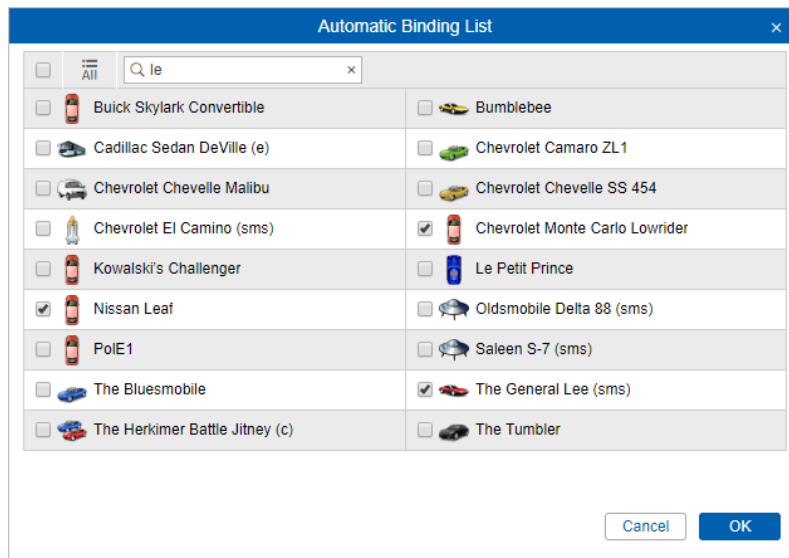 Automatic Binding List ×
All le ×
Buick Skylark Convertible Bumblebee
Cadillac Sedan DeVille (e) Chevrolet Camaro ZL1
Chevrolet Chevelle Malibu Chevrolet Chevelle SS 454
Chevrolet El Camino (sms) Chevrolet Monte Carlo Lowrider
Kowalski's Challenger Le Petit Prince
Nissan Leaf Oldsmobile Delta 88 (sms)
PolE1 Saleen S-7 (sms)
The Bluesmobile The General Lee (sms)
The Herkimer Battle Jitney (c) The Tumbler
Cancel OK